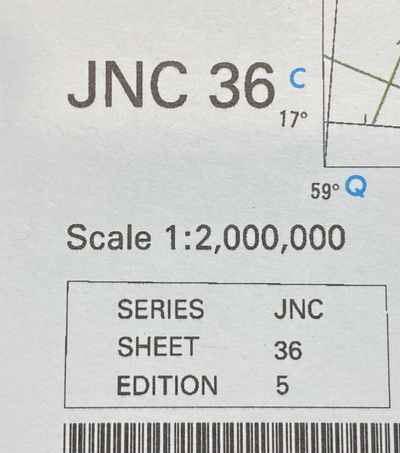 JNC 36 C
17°
59° Q
Scale 1:2,000,000
SERIES JNC
SHEET 36
EDITION 5